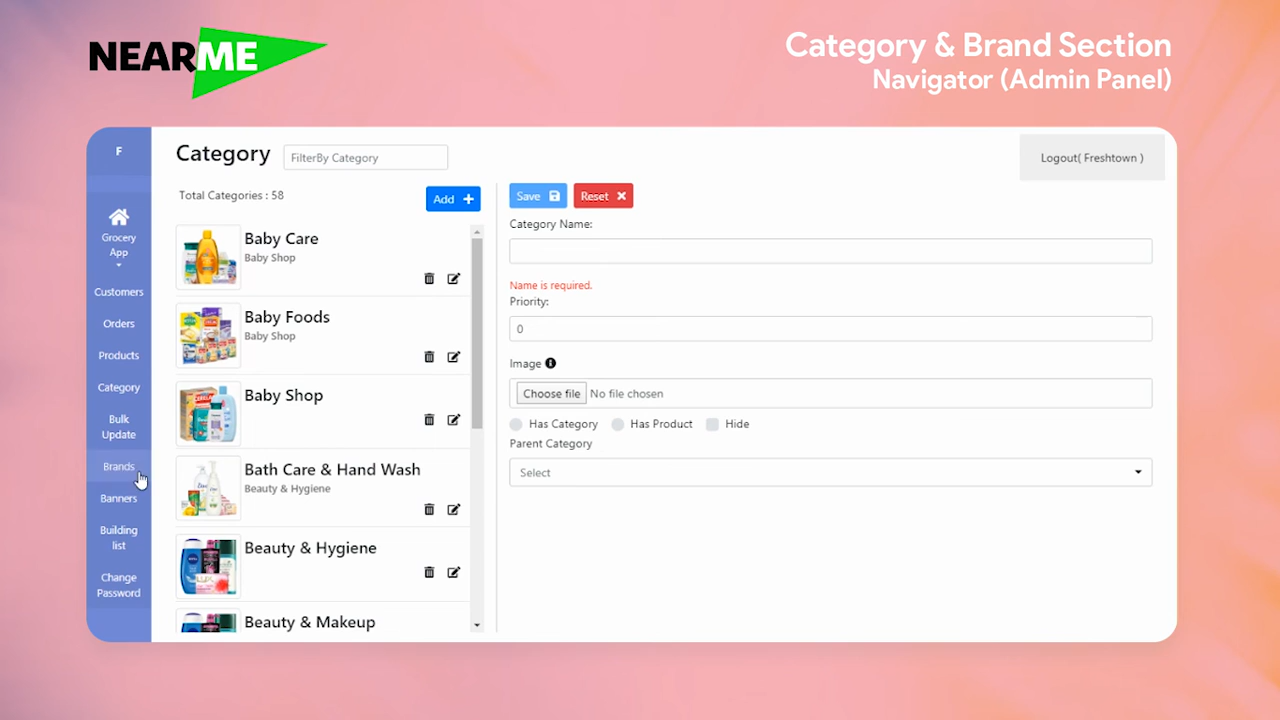 NEARME
Category & Brand Section
Navigator (Admin Panel)
F
Grocery
App
Customers
Orders
Products
Category
Bulk
Update
Brands
Banners
Building
list
Change
Password
Category
FilterBy Category
Logout( Freshtown )
Total Categories : 58
Add +
Baby Care
Baby Shop
Baby Foods
Baby Shop
Baby Shop
Bath Care & Hand Wash
Beauty & Hygiene
Beauty & Hygiene
Beauty & Makeup
Save
Reset
Category Name:
Name is required.
Priority:
0
Image
Choose file No file chosen
Has Category Has Product Hide
Parent Category
Select